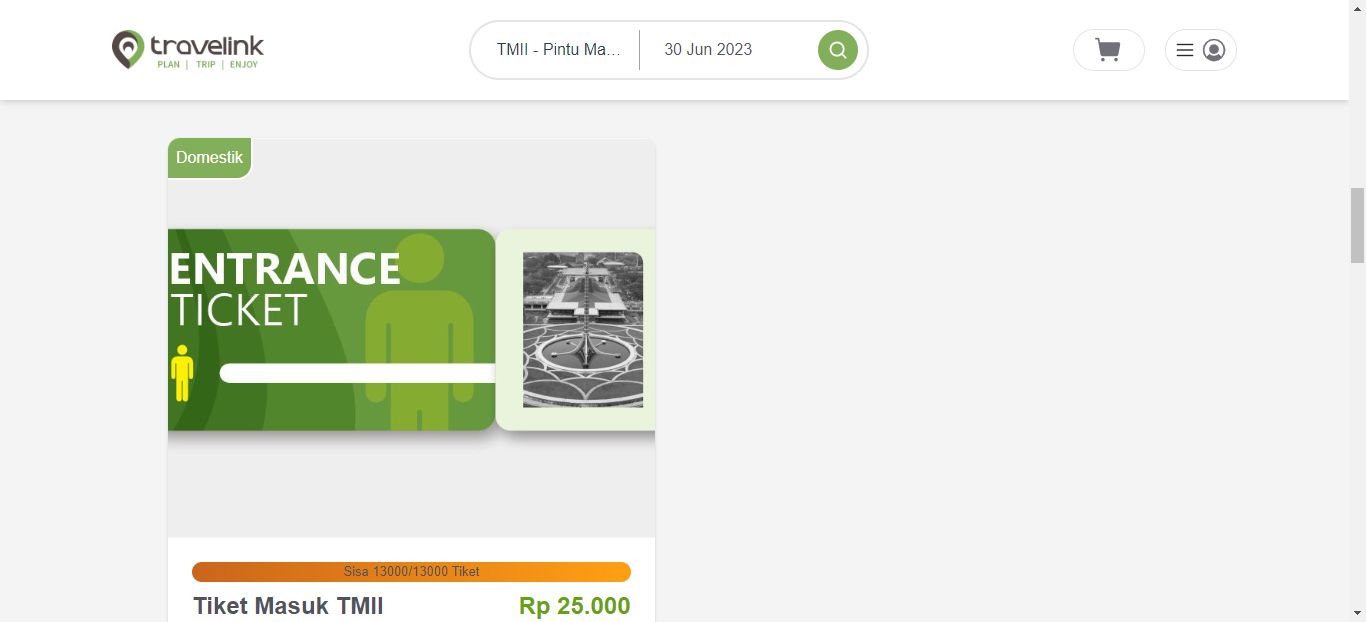 travelink
PLAN | TRIP | ENJOY
TMII - Pintu Ma...
30 Jun 2023
Domestik
ENTRANCE
TICKET
Sisa 13000/13000 Tiket
Tiket Masuk TMII
Rp 25.000